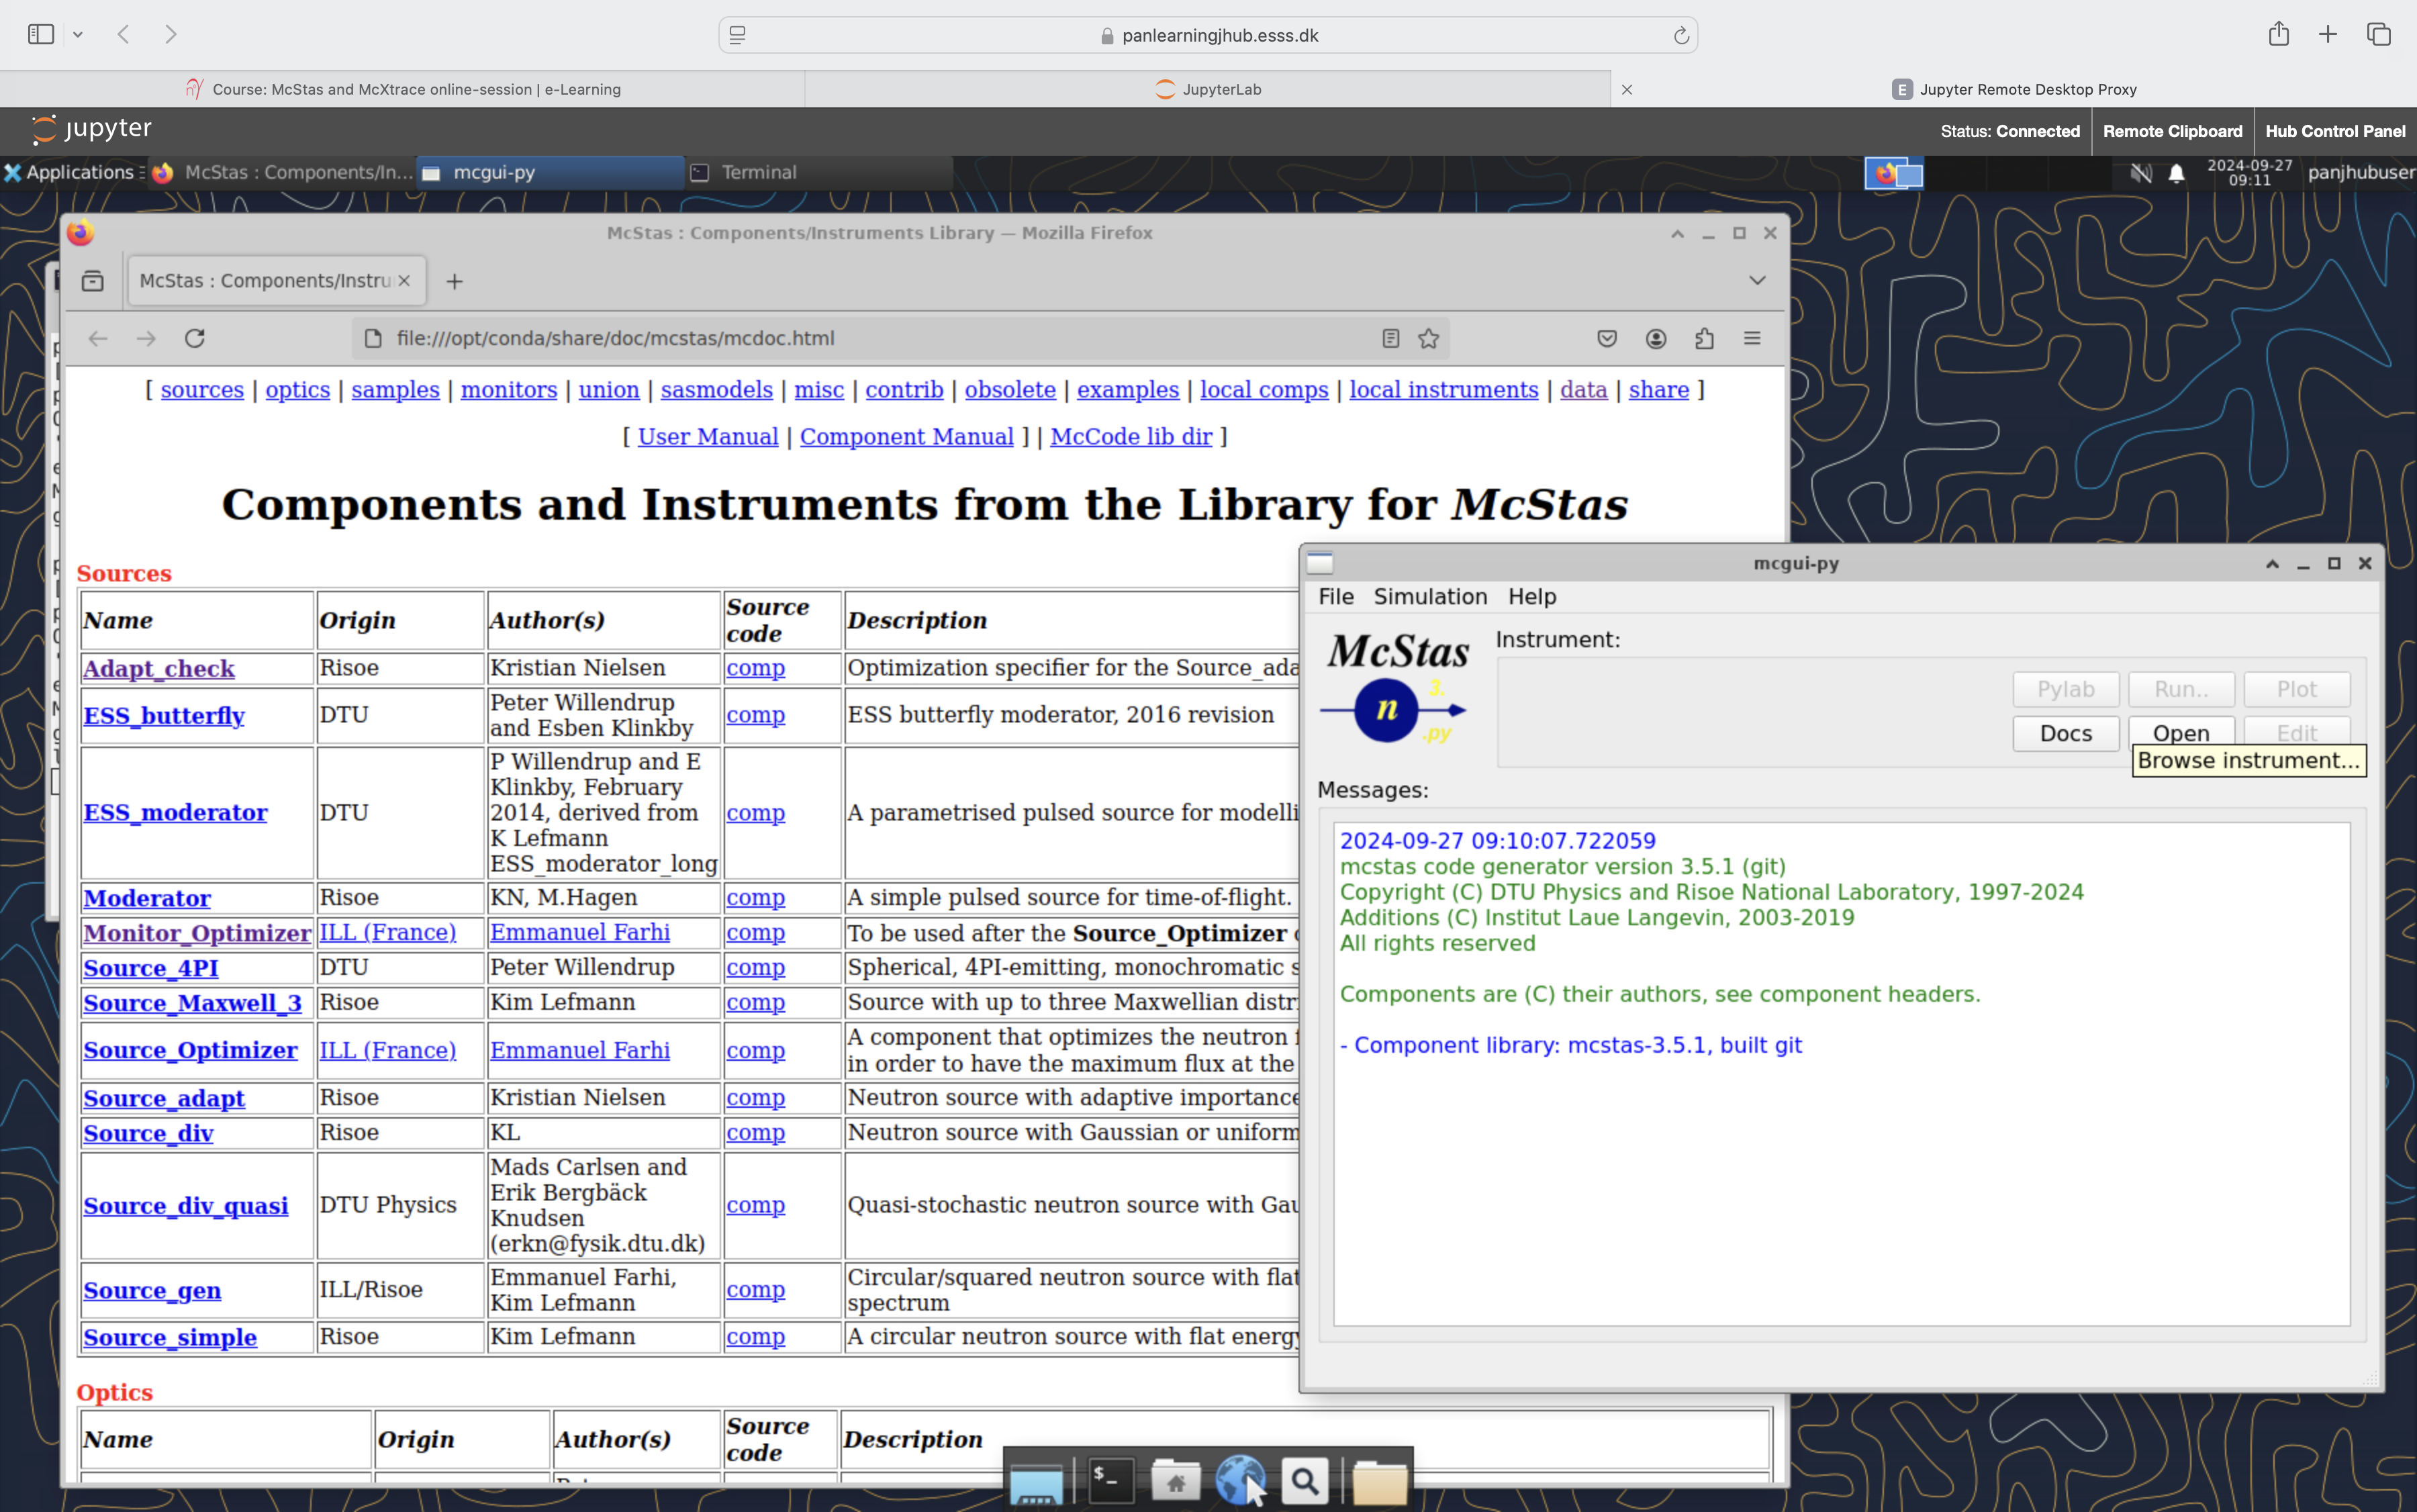 panlearningjhub.esss.dk
Course: McStas and McXtrace online-session | e-Learning
JupyterLab
E Jupyter Remote Desktop Proxy
jupyter
Status: Connected
Remote Clipboard
Hub Control Panel
Applications
McStas : Components/In...
mcgui-py
Terminal
2024-09-27
09:11
panjhubuser
McStas : Components/Instruments Library — Mozilla Firefox
McStas : Components/Instru
file:///opt/conda/share/doc/mcstas/mcdoc.html
[ sources | optics | samples | monitors | union | sasmodels | misc | contrib | obsolete | examples | local comps | local instruments | data | share ]
[ User Manual | Component Manual ] | McCode lib dir ]
Components and Instruments from the Library for McStas
Sources
Name Origin Author(s) Source code Description
Adapt_check Risoe Kristian Nielsen comp Optimization specifier for the Source_ada
ESS_butterfly DTU Peter Willendrup and Esben Klinkby comp ESS butterfly moderator, 2016 revision
ESS_moderator DTU P Willendrup and E Klinkby, February 2014, derived from K Lefmann ESS_moderator_long comp A parametrised pulsed source for modelli
Moderator Risoe KN, M.Hagen comp A simple pulsed source for time-of-flight.
Monitor_Optimizer ILL (France) Emmanuel Farhi comp To be used after the Source_Optimizer
Source_4PI DTU Peter Willendrup comp Spherical, 4PI-emitting, monochromatic s
Source_Maxwell_3 Risoe Kim Lefmann comp Source with up to three Maxwellian distr
Source_Optimizer ILL (France) Emmanuel Farhi comp A component that optimizes the neutron
in order to have the maximum flux at the
Source_adapt Risoe Kristian Nielsen comp Neutron source with adaptive importance
Source_div Risoe KL comp Neutron source with Gaussian or uniform
Source_div_quasi DTU Physics Mads Carlsen and Erik Bergbäck Knudsen (erkn@fysik.dtu.dk) comp Quasi-stochastic neutron source with Gau
Source_gen ILL/Risoe Emmanuel Farhi, Kim Lefmann comp Circular/squared neutron source with flat
spectrum
Source_simple Risoe Kim Lefmann comp A circular neutron source with flat energy
Optics
Name Origin Author(s) Source code Description
mcgui-py
File Simulation Help
McStas
n
3.
.py
Instrument:
Pylab Run.. Plot
Docs Open Edit
Browse instrument...
Messages:
2024-09-27 09:10:07.722059
mcstas code generator version 3.5.1 (git)
Copyright (C) DTU Physics and Risoe National Laboratory, 1997-2024
Additions (C) Institut Laue Langevin, 2003-2019
All rights reserved
Components are (C) their authors, see component headers.
- Component library: mcstas-3.5.1, built git
$_